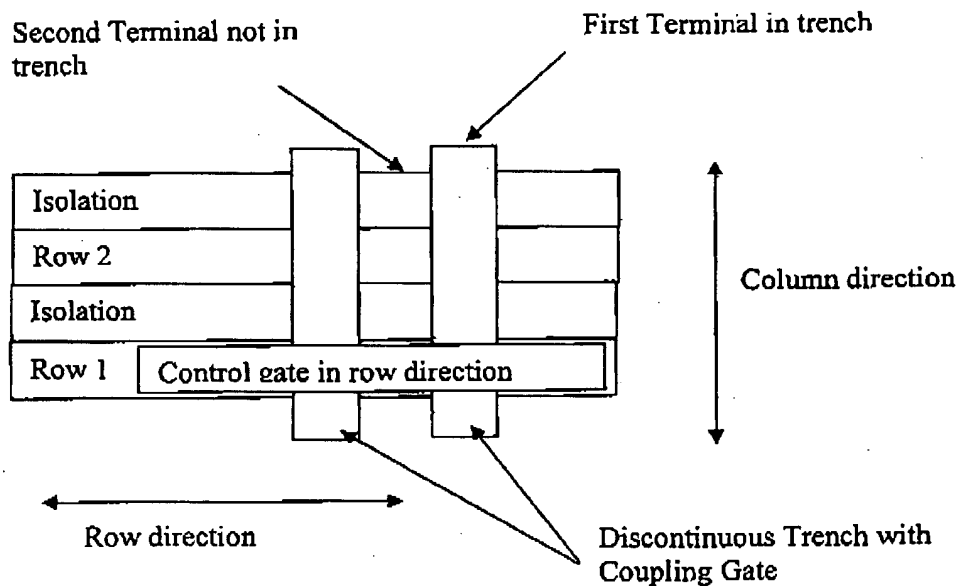 Second Terminal not in
trench
First Terminal in trench
Isolation
Row 2
Isolation
Row 1
Control gate in row direction
Column direction
Row direction
Discontinuous Trench with
Coupling Gate